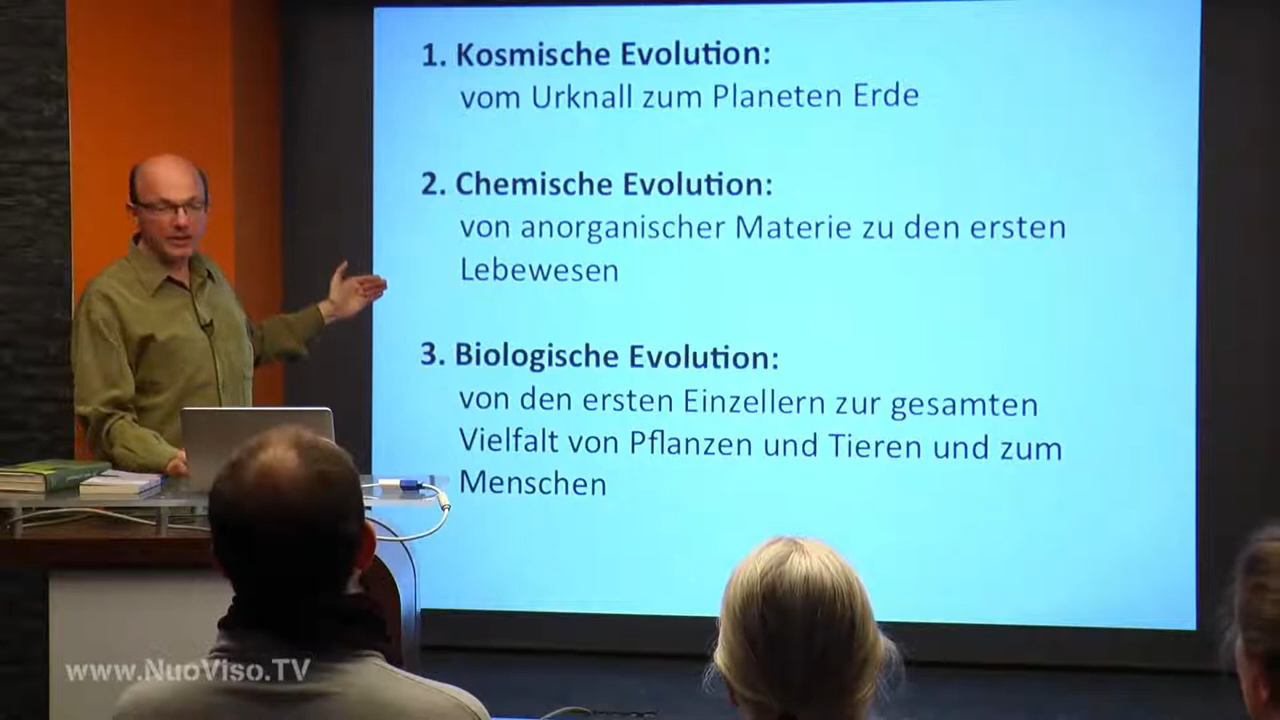 1. Kosmische Evolution:
vom Urknall zum Planeten Erde
2. Chemische Evolution:
von anorganischer Materie zu den ersten
Lebewesen
3. Biologische Evolution:
von den ersten Einzellern zur gesamten
Vielfalt von Pflanzen und Tieren und zum
Menschen
www.NuoViso.TV